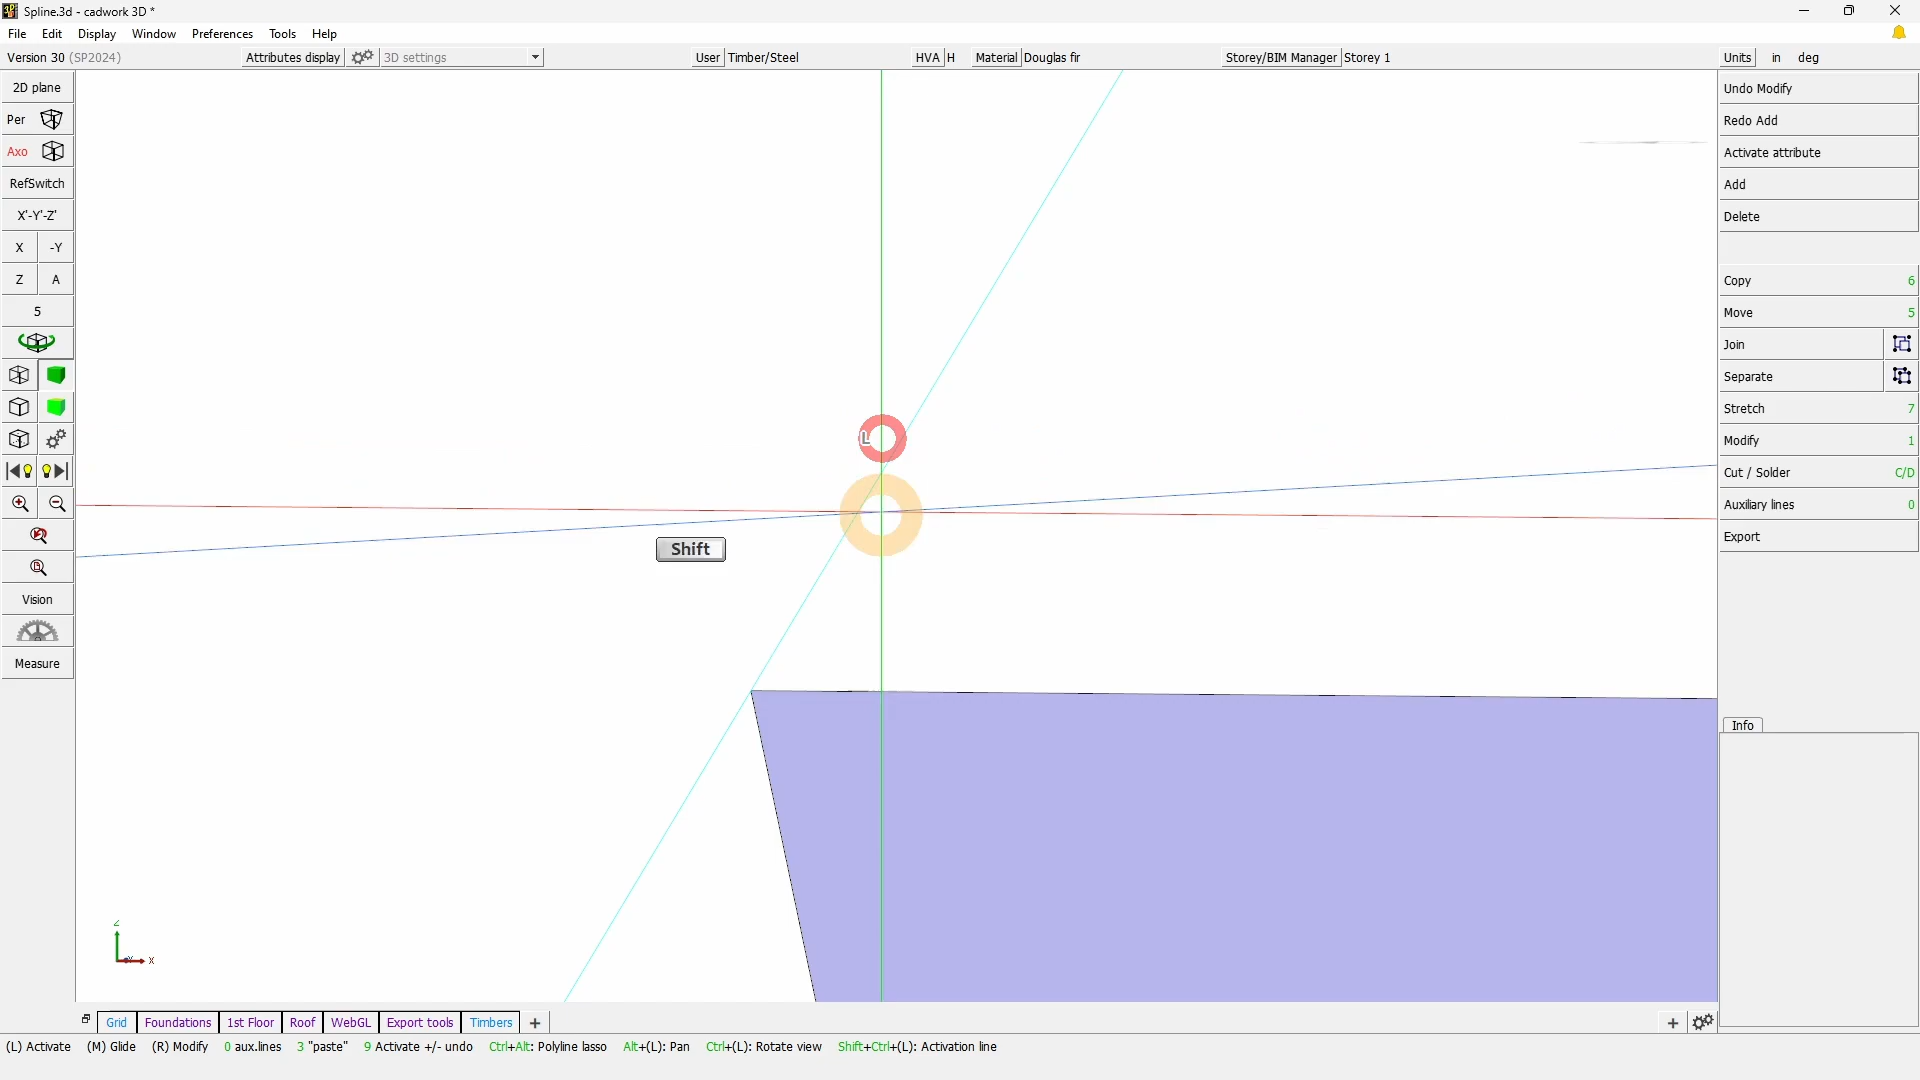 Spline.3d - cadwork 3D *
File Edit Display Window Preferences Tools Help
Version 30 (SP2024) Attributes display 3D settings User Timber/Steel HVA H Material Douglas fir Storey/BIM Manager Storey 1 Units in deg
2D plane
Per
Axo
RefSwitch
X'-Y'-Z'
X -Y
Z A
5
Vision
Measure
L
Shift
Z
Y X
Undo Modify
Redo Add
Activate attribute
Add
Delete
Copy 6
Move 5
Join
Separate
Stretch 7
Modify 1
Cut / Solder C/D
Auxiliary lines 0
Export
Info
Grid Foundations 1st Floor Roof WebGL Export tools Timbers +
(L) Activate (M) Glide (R) Modify 0 aux.lines 3 "paste" 9 Activate +/- undo Ctrl+Alt: Polyline lasso Alt+(L): Pan Ctrl+(L): Rotate view Shift+Ctrl+(L): Activation line